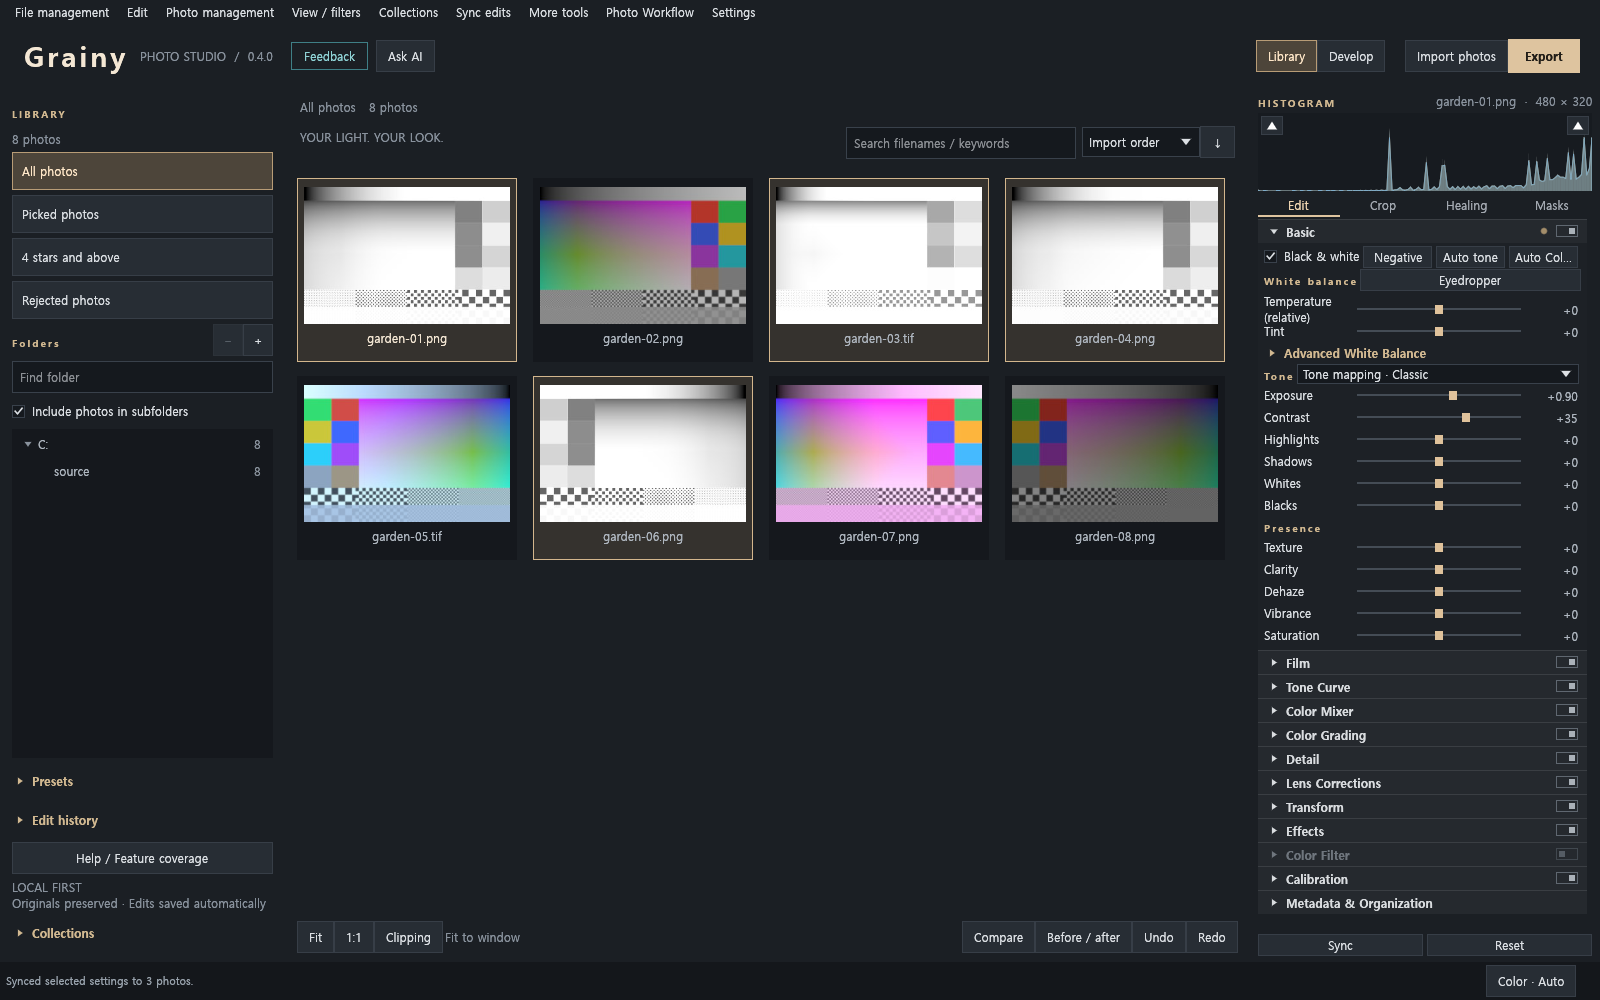 File management Edit Photo management View / filters Collections Sync edits More tools Photo Workflow Settings
Grainy PHOTO STUDIO / 0.4.0 Feedback Ask AI Library Develop Import photos Export
LIBRARY
8 photos
All photos
Picked photos
4 stars and above
Rejected photos
Folders − +
Find folder
Include photos in subfolders
C: 8
source 8
Presets
Edit history
Help / Feature coverage
LOCAL FIRST
Originals preserved · Edits saved automatically
Collections
All photos 8 photos
YOUR LIGHT. YOUR LOOK.
Search filenames / keywords Import order ↓
garden-01.png garden-02.png garden-03.tif garden-04.png
garden-05.tif garden-06.png garden-07.png garden-08.png
Fit 1:1 Clipping Fit to window Compare Before / after Undo Redo
HISTOGRAM garden-01.png · 480 × 320
Edit Crop Healing Masks
Basic
Black & white Negative Auto tone Auto Col...
White balance Eyedropper
Temperature (relative) +0
Tint +0
Advanced White Balance
Tone Tone mapping · Classic
Exposure +0.90
Contrast +35
Highlights +0
Shadows +0
Whites +0
Blacks +0
Presence
Texture +0
Clarity +0
Dehaze +0
Vibrance +0
Saturation +0
Film
Tone Curve
Color Mixer
Color Grading
Detail
Lens Corrections
Transform
Effects
Color Filter
Calibration
Metadata & Organization
Sync Reset
Synced selected settings to 3 photos. Color · Auto